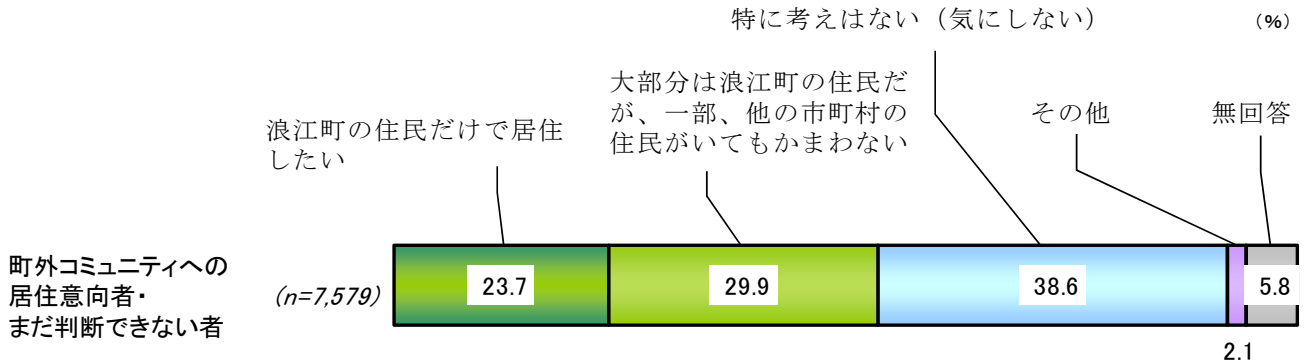 特に考えはない（気にしない）
（%）
大部分は浪江町の住民だ
が、一部、他の市町村の
住民がいてもかまわない
浪江町の住民だけで居住
したい
その他
無回答
町外コミュニティへの
居住意向者・
まだ判断できない者
(n=7,579)
23.7
29.9
38.6
5.8
2.1